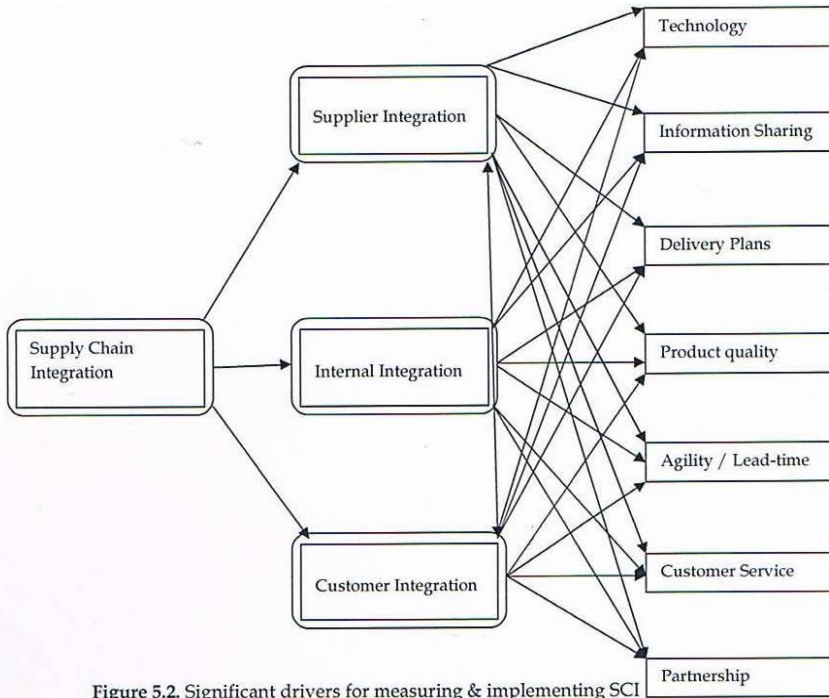 Technology
Supplier Integration
Information Sharing
Delivery Plans
Supply Chain
Integration
Internal Integration
Product quality
Agility / Lead-time
Customer Integration
Customer Service
Partnership
Figure 5.2. Significant drivers for measuring & implementing SCI